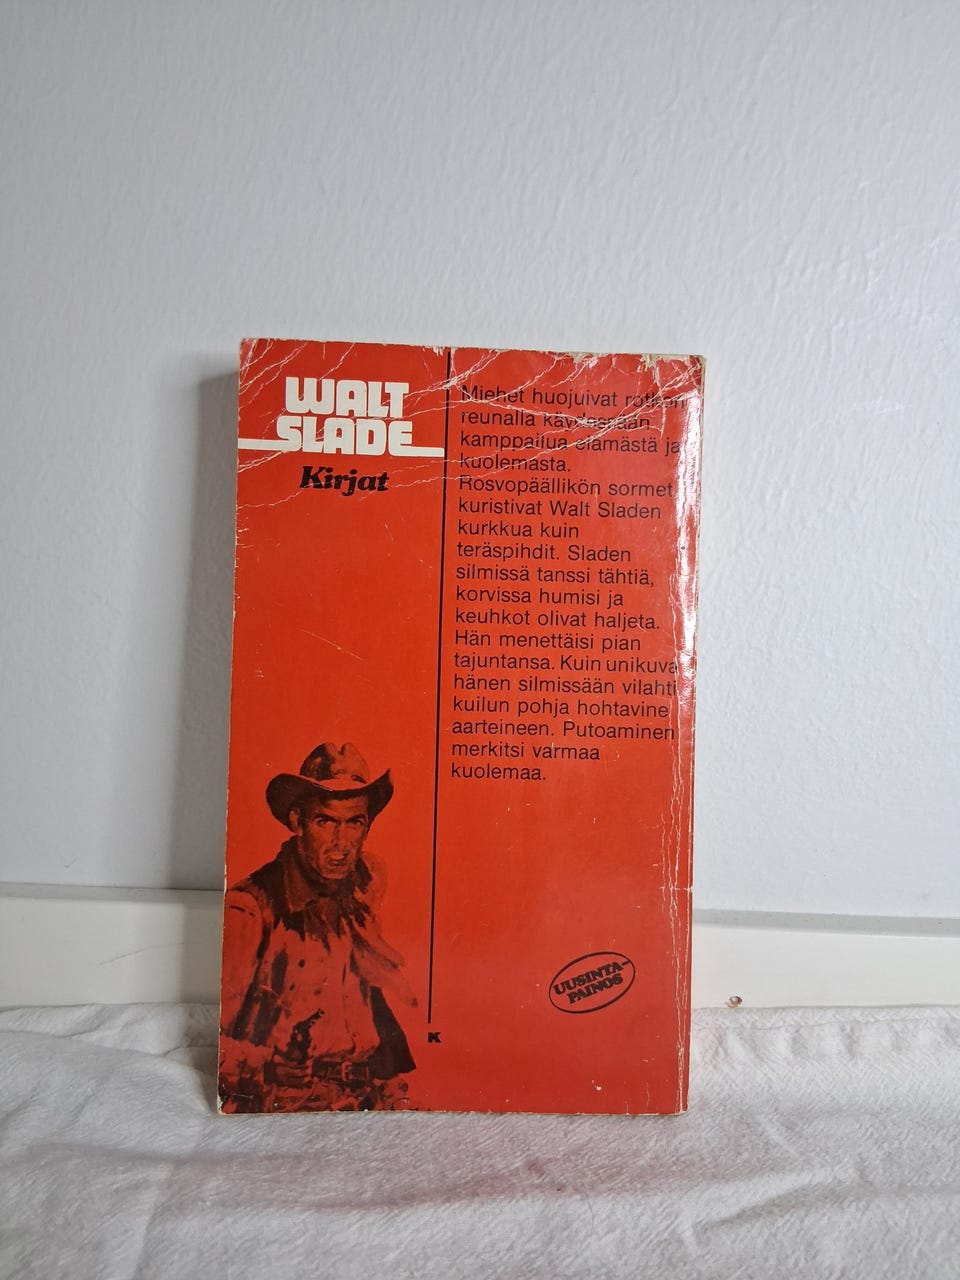 WALT
SLADE
Kirjat
Miehet huojuivat rotkon
reunalla käydessään
kamppailua elämästä ja
kuolemasta.
Rosvopäällikön sormet
kuristivat Walt Sladen
kurkkua kuin
teräspihdit. Sladen
silmissä tanssi tähtiä,
korvissa humisi ja
keuhkot olivat haljeta.
Hän menettäisi pian
tajuntansa. Kuin unikuva
hänen silmissään vilahti
kuilun pohja hohtavine
aarteineen. Putoaminen
merkitsi varmaa
kuolemaa.
UUSINTA-
PAINOS
K